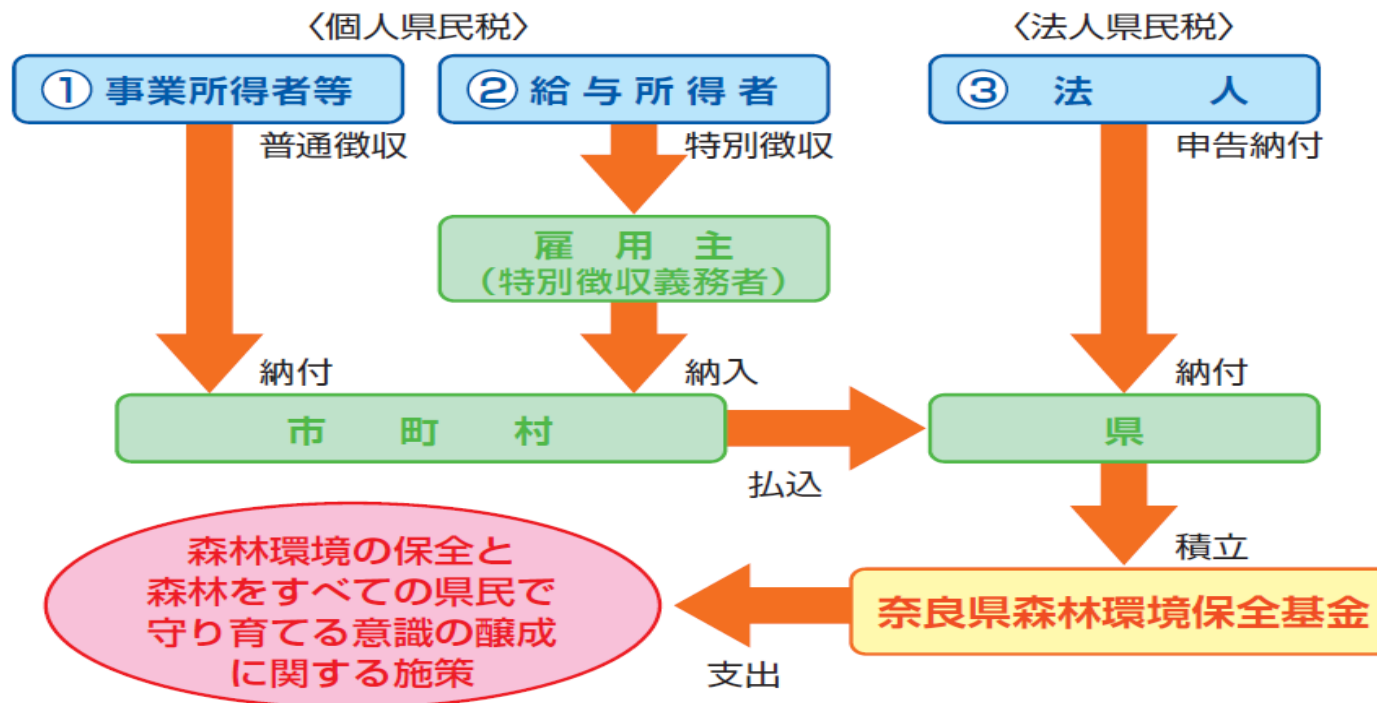 〈個人県民税〉
〈法人県民税〉
① 事業所得者等
② 給与所得者
③ 法人
普通徴収
特別徴収
申告納付
雇用主
（特別徴収義務者）
納付
納入
納付
市町村
県
払込
積立
森林環境の保全と
森林をすべての県民で
守り育てる意識の醸成
に関する施策
奈良県森林環境保全基金
支出